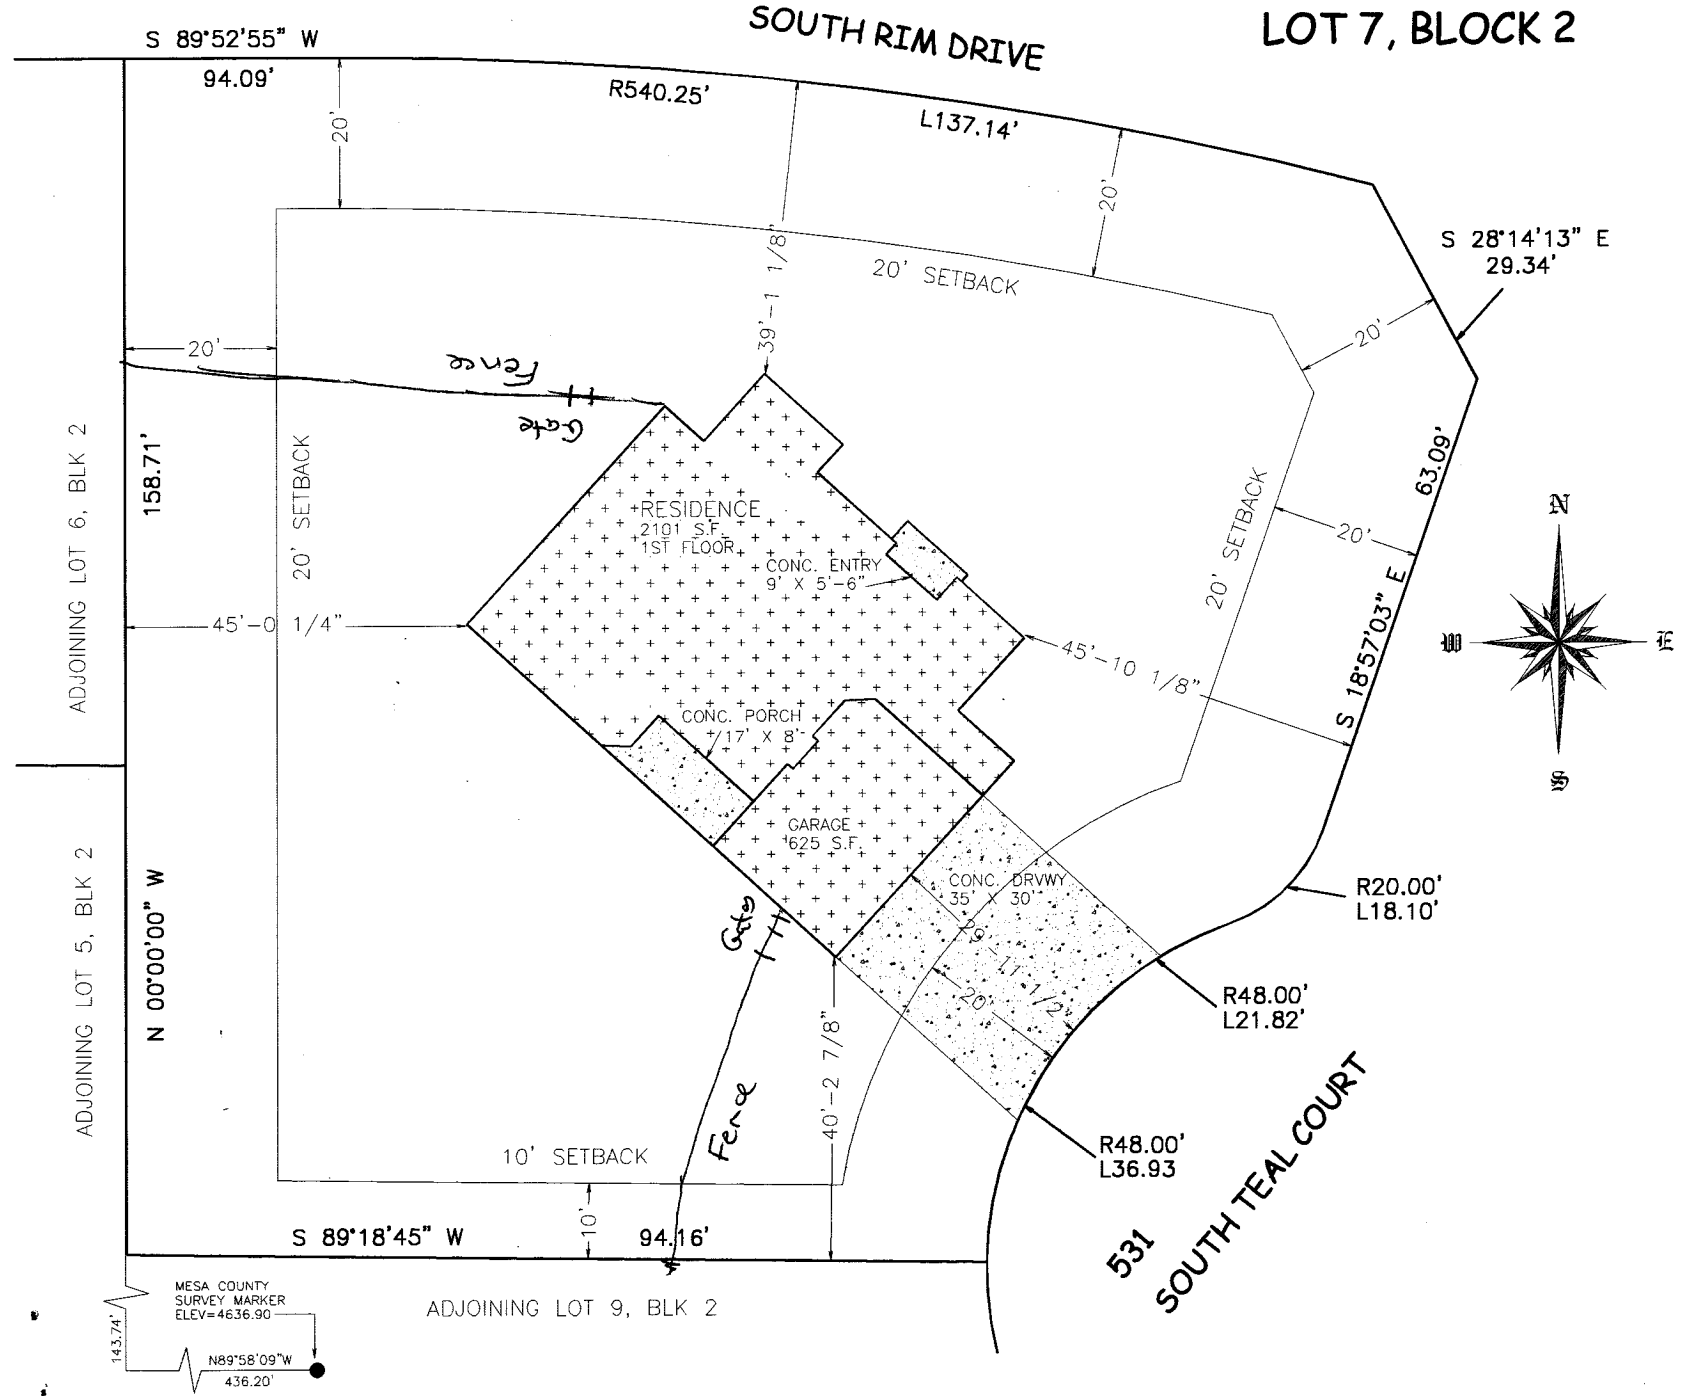 SOUTH RIM DRIVE
LOT 7, BLOCK 2
S 89°52'55" W
94.09'
R540.25'
L137.14'
20'
20'
S 28°14'13" E
29.34'
20' SETBACK
39'-1 1/8"
20'
20'
Fence
Gate
ADJOINING LOT 6, BLK 2
158.71'
20' SETBACK
63.09'
RESIDENCE
2101 S.F.
1ST FLOOR
CONC. ENTRY
9' X 5'-6"
20' SETBACK
20'
N
W
E
S
45'-0 1/4"
45'-10 1/8"
S 18°57'03" E
CONC. PORCH
17' X 8'
GARAGE
625 S.F.
CONC. DRVWY
35' X 30'
29'-11 1/2"
20'
R20.00'
L18.10'
ADJOINING LOT 5, BLK 2
N 00°00'00" W
Gate
Fence
40'-2 7/8"
R48.00'
L21.82'
R48.00'
L36.93
10' SETBACK
10'
S 89°18'45" W
94.16'
531
SOUTH TEAL COURT
MESA COUNTY
SURVEY MARKER
ELEV=4636.90
ADJOINING LOT 9, BLK 2
143.74'
N89°58'09"W
436.20'